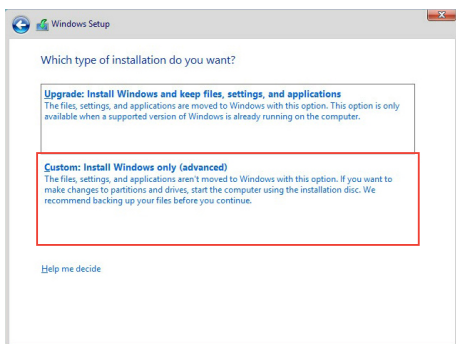 Windows Setup
Which type of installation do you want?
Upgrade: Install Windows and keep files, settings, and applications
The files, settings, and applications are moved to Windows with this option. This option is only
available when a supported version of Windows is already running on the computer.
Custom: Install Windows only (advanced)
The files, settings, and applications aren't moved to Windows with this option. If you want to
make changes to partitions and drives, start the computer using the installation disc. We
recommend backing up your files before you continue.
Help me decide